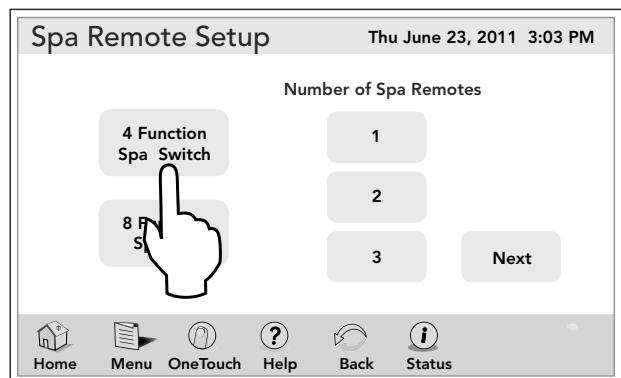 Spa Remote Setup
Thu June 23, 2011 3:03 PM
Number of Spa Remotes
4 Function
Spa Switch
1
2
8
3
Next
Home
Menu
OneTouch
Help
Back
Status